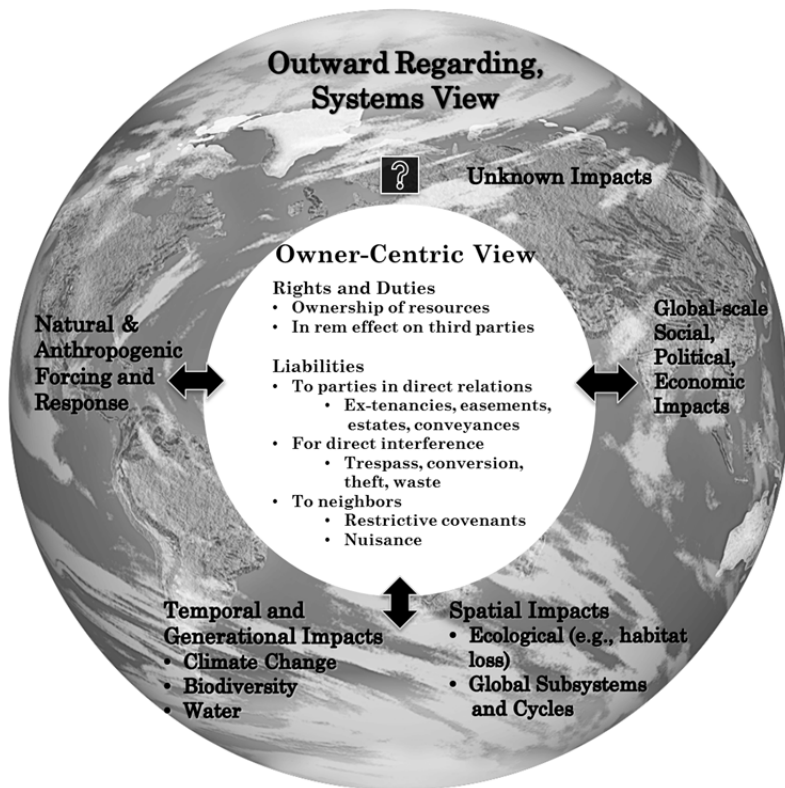 Outward Regarding,
Systems View
?
Unknown Impacts
Owner-Centric View
Rights and Duties
• Ownership of resources
• In rem effect on third parties
Liabilities
• To parties in direct relations
• Ex-tenancies, easements,
estates, conveyances
• For direct interference
• Trespass, conversion,
theft, waste
• To neighbors
• Restrictive covenants
• Nuisance
Natural &
Anthropogenic
Forcing and
Response
Global-scale
Social,
Political,
Economic
Impacts
Temporal and
Generational Impacts
• Climate Change
• Biodiversity
• Water
Spatial Impacts
• Ecological (e.g., habitat
loss)
• Global Subsystems
and Cycles